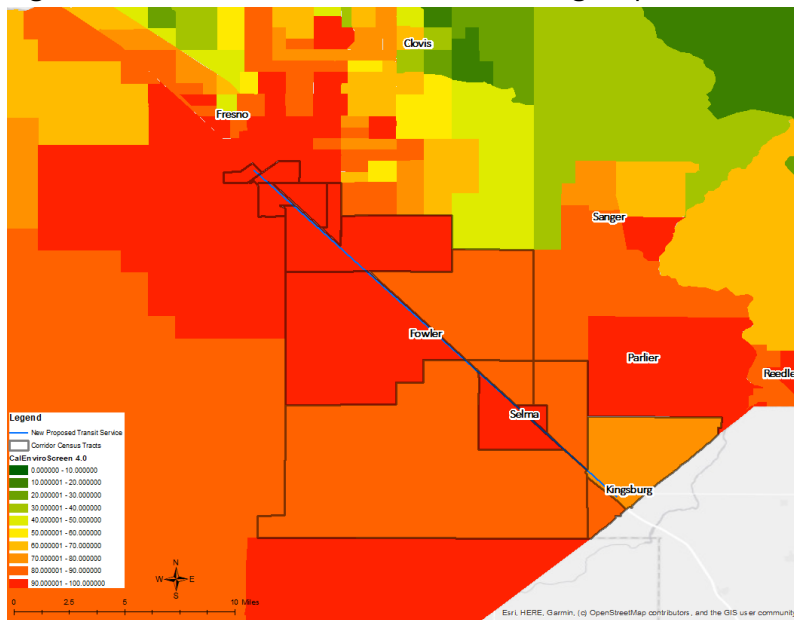 Clovis
Fresno
Sanger
Fowler
Parlier
Reedle
Selma
Kingsburg
Legend
New Proposed Transit Service
Corridor Census Tracts
CalEnviroScreen 4.0
0.000000 - 10.000000
10.000001 - 20.000000
20.000001 - 30.000000
30.000001 - 40.000000
40.000001 - 50.000000
50.000001 - 60.000000
60.000001 - 70.000000
70.000001 - 80.000000
80.000001 - 90.000000
90.000001 - 100.000000
N
W E
S
0 2.5 5 10 Miles
Esri, HERE, Garmin, (c) OpenStreetMap contributors, and the GIS user community